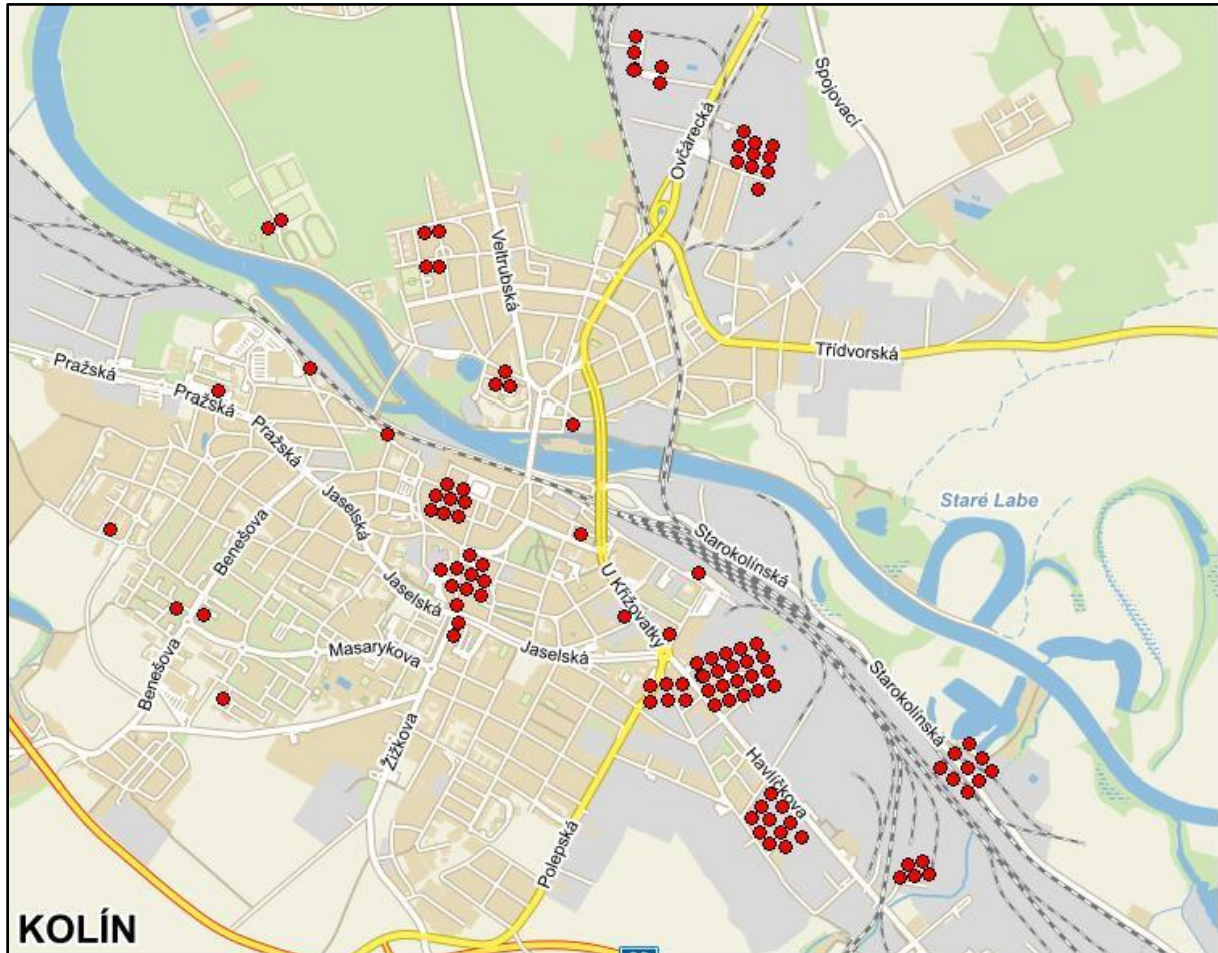 Spojovací
Ovčárecká
Veltrubská
Třídvorská
Pražská
Pražská
Pražská
Jaselská
Staré Labe
Benešova
Starokolínská
Jaselská
U Křižovatky
Masarykova
Jaselská
Benešova
Starokolínská
Žižkova
Havlíčkova
Polepská
KOLÍN